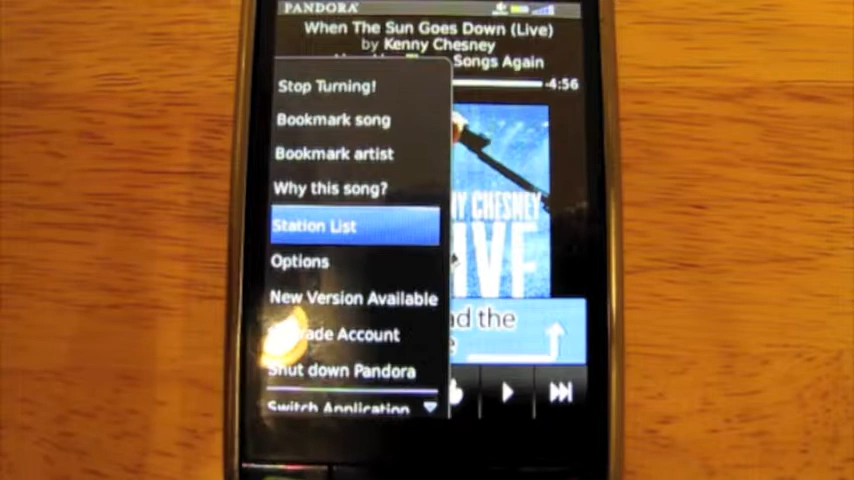 PANDORA
When The Sun Goes Down (Live)
by Kenny Chesney
Songs Again
-4:56
Stop Turning!
Bookmark song
Bookmark artist
Why this song?
Station List
Options
New Version Available
Account
Shut down Pandora
Switch Application
NY CHESNEY
IVE
nd the